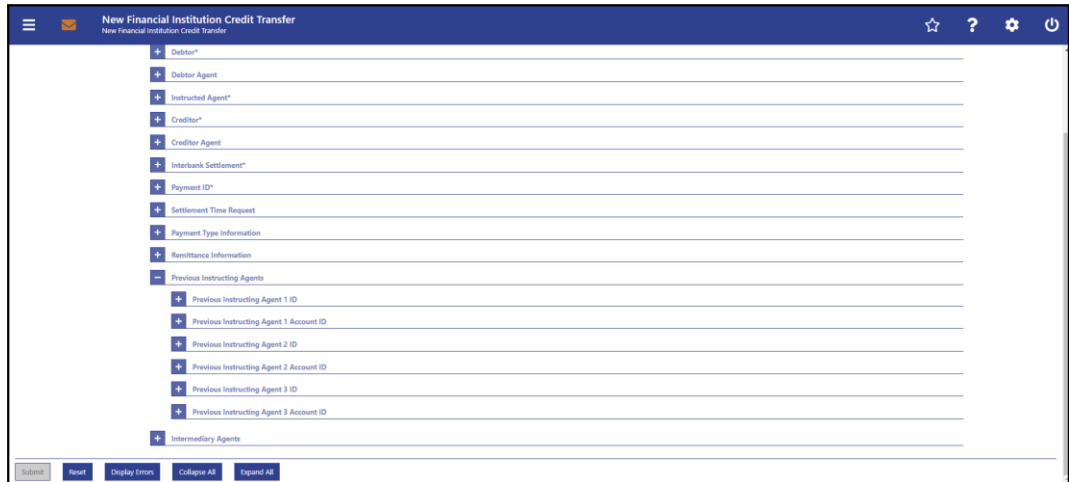 New Financial Institution Credit Transfer
New Financial Institution Credit Transfer
Debtor*
Debtor Agent
Instructed Agent*
Creditor*
Creditor Agent
Interbank Settlement*
Payment ID*
Settlement Time Request
Payment Type Information
Remittance Information
Previous Instructing Agents
Previous Instructing Agent 1 ID
Previous Instructing Agent 1 Account ID
Previous Instructing Agent 2 ID
Previous Instructing Agent 2 Account ID
Previous Instructing Agent 3 ID
Previous Instructing Agent 3 Account ID
Intermediary Agents
Submit Reset Display Errors Collapse All Expand All